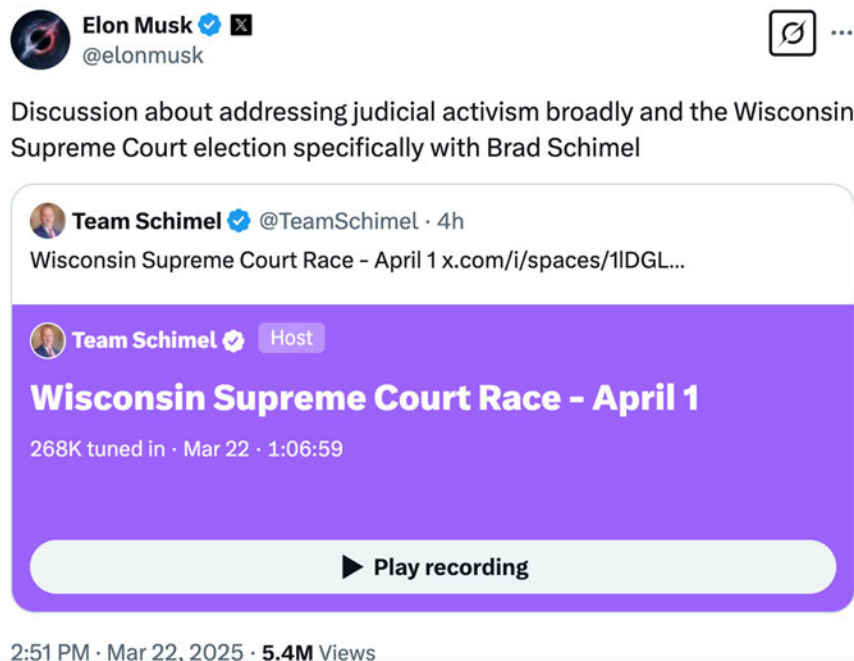 Elon Musk
@elonmusk
Discussion about addressing judicial activism broadly and the Wisconsin
Supreme Court election specifically with Brad Schimel
Team Schimel @TeamSchimel · 4h
Wisconsin Supreme Court Race - April 1 x.com/i/spaces/1lDGL...
Team Schimel Host
Wisconsin Supreme Court Race - April 1
268K tuned in · Mar 22 · 1:06:59
Play recording
2:51 PM · Mar 22, 2025 · 5.4M Views